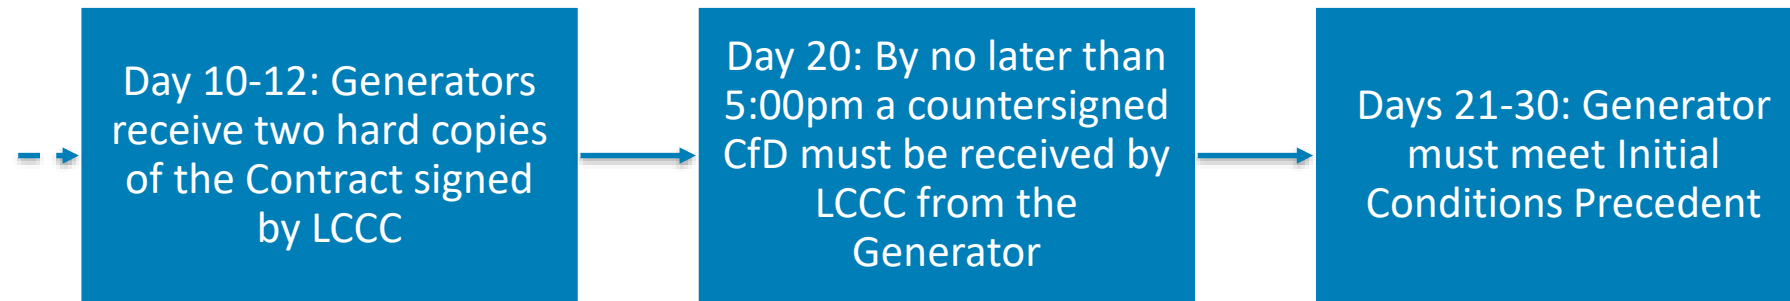 Day 10-12: Generators
receive two hard copies
of the Contract signed
by LCCC
Day 20: By no later than
5:00pm a countersigned
CfD must be received by
LCCC from the
Generator
Days 21-30: Generator
must meet Initial
Conditions Precedent